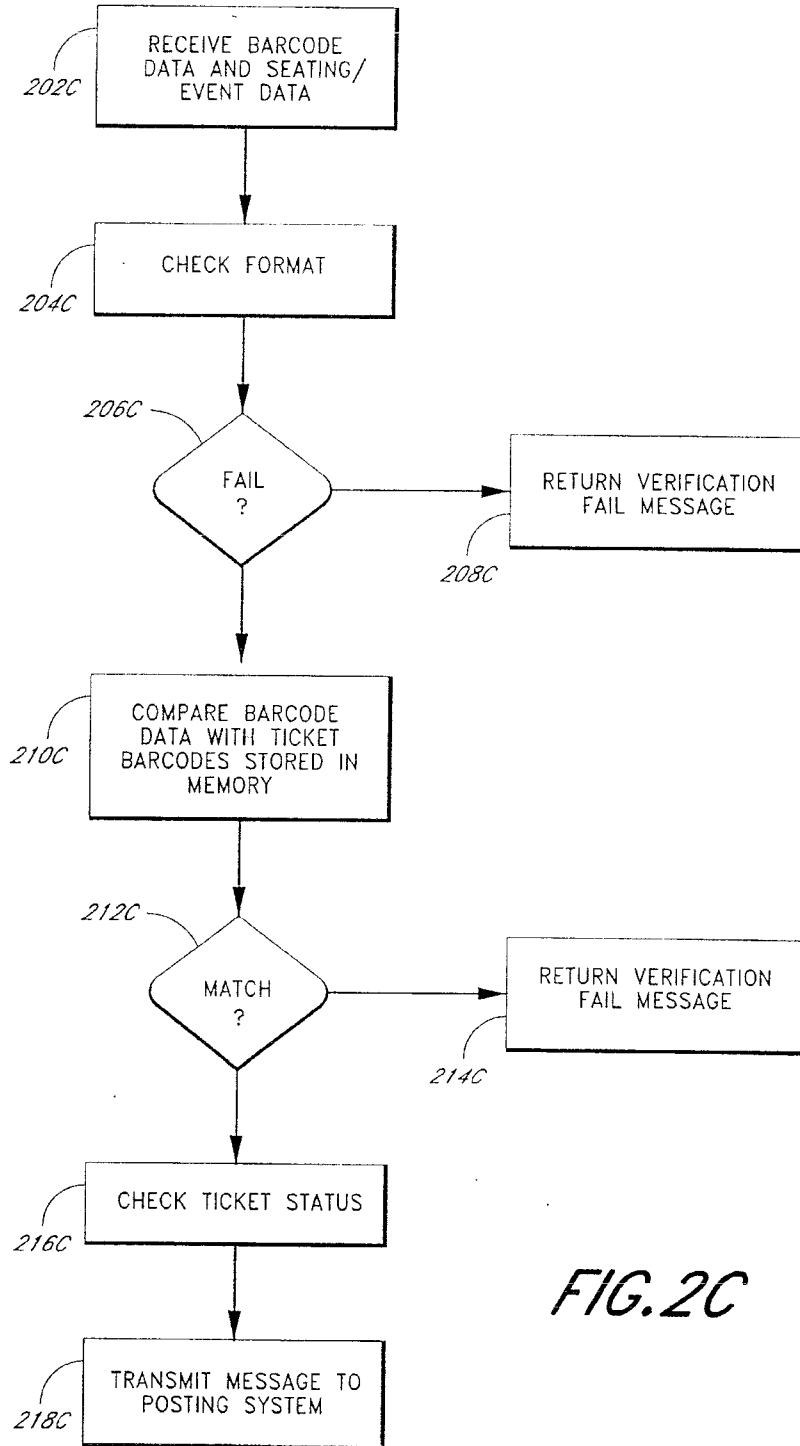 RECEIVE BARCODE
DATA AND SEATING/
EVENT DATA
202C
CHECK FORMAT
204C
206C
FAIL
?
RETURN VERIFICATION
FAIL MESSAGE
208C
COMPARE BARCODE
DATA WITH TICKET
BARCODES STORED IN
MEMORY
210C
212C
MATCH
?
RETURN VERIFICATION
FAIL MESSAGE
214C
CHECK TICKET STATUS
216C
TRANSMIT MESSAGE TO
POSTING SYSTEM
218C
FIG. 2C